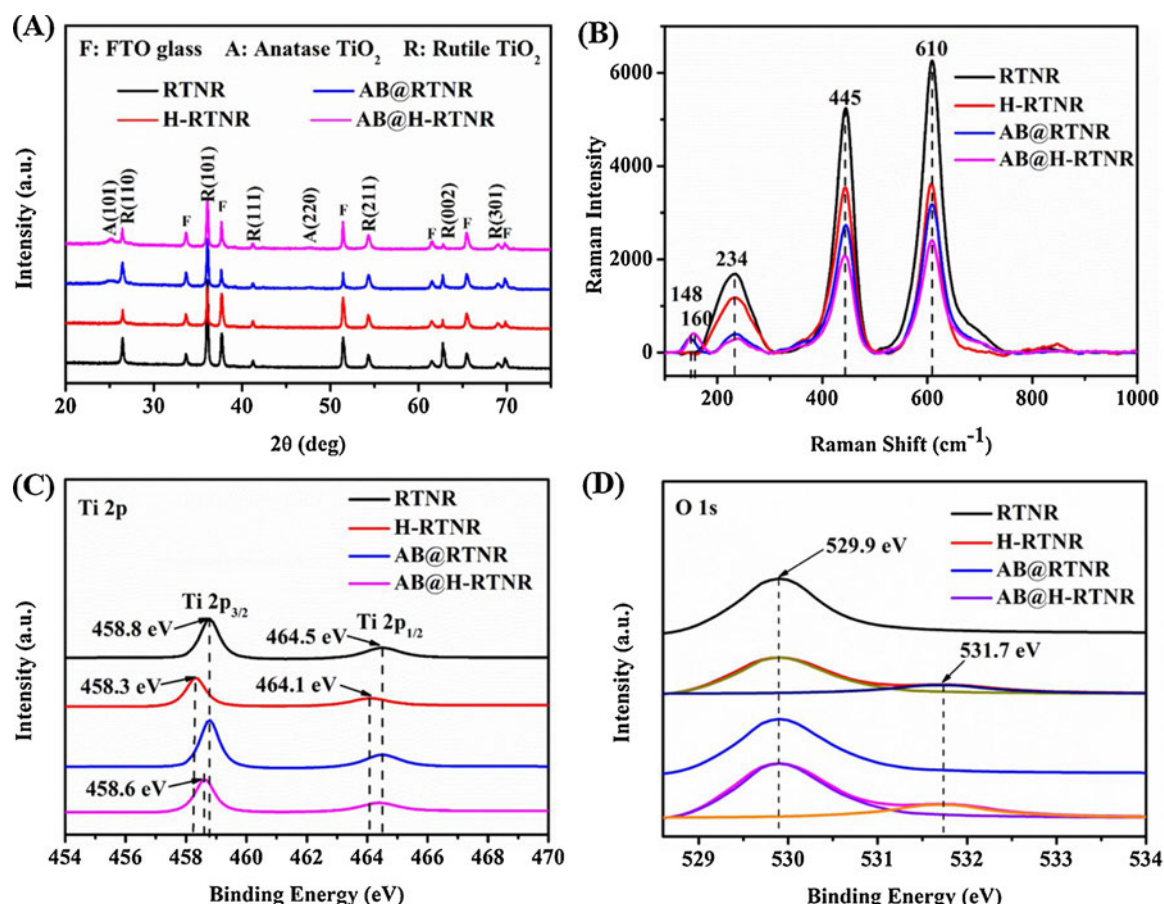 (A)
F: FTO glass A: Anatase TiO₂ R: Rutile TiO₂
RTNR AB@RTNR
H-RTNR AB@H-RTNR
Intensity (a.u.)
A(101) R(110) F R(101) F R(111) A(220) F R(211) F R(002) F R(301) F
20 30 40 50 60 70
2θ (deg)
(B)
RTNR
H-RTNR
AB@RTNR
AB@H-RTNR
Raman Intensity
6000
4000
2000
0
148
160
234
445
610
200 400 600 800 1000
Raman Shift (cm⁻¹)
(C)
Ti 2p
RTNR
H-RTNR
AB@RTNR
AB@H-RTNR
Intensity (a.u.)
Ti 2p₃/₂
Ti 2p₁/₂
458.8 eV
464.5 eV
458.3 eV
464.1 eV
458.6 eV
454 456 458 460 462 464 466 468 470
Binding Energy (eV)
(D)
O 1s
RTNR
H-RTNR
AB@RTNR
AB@H-RTNR
Intensity (a.u.)
529.9 eV
531.7 eV
529 530 531 532 533 534
Binding Energy (eV)